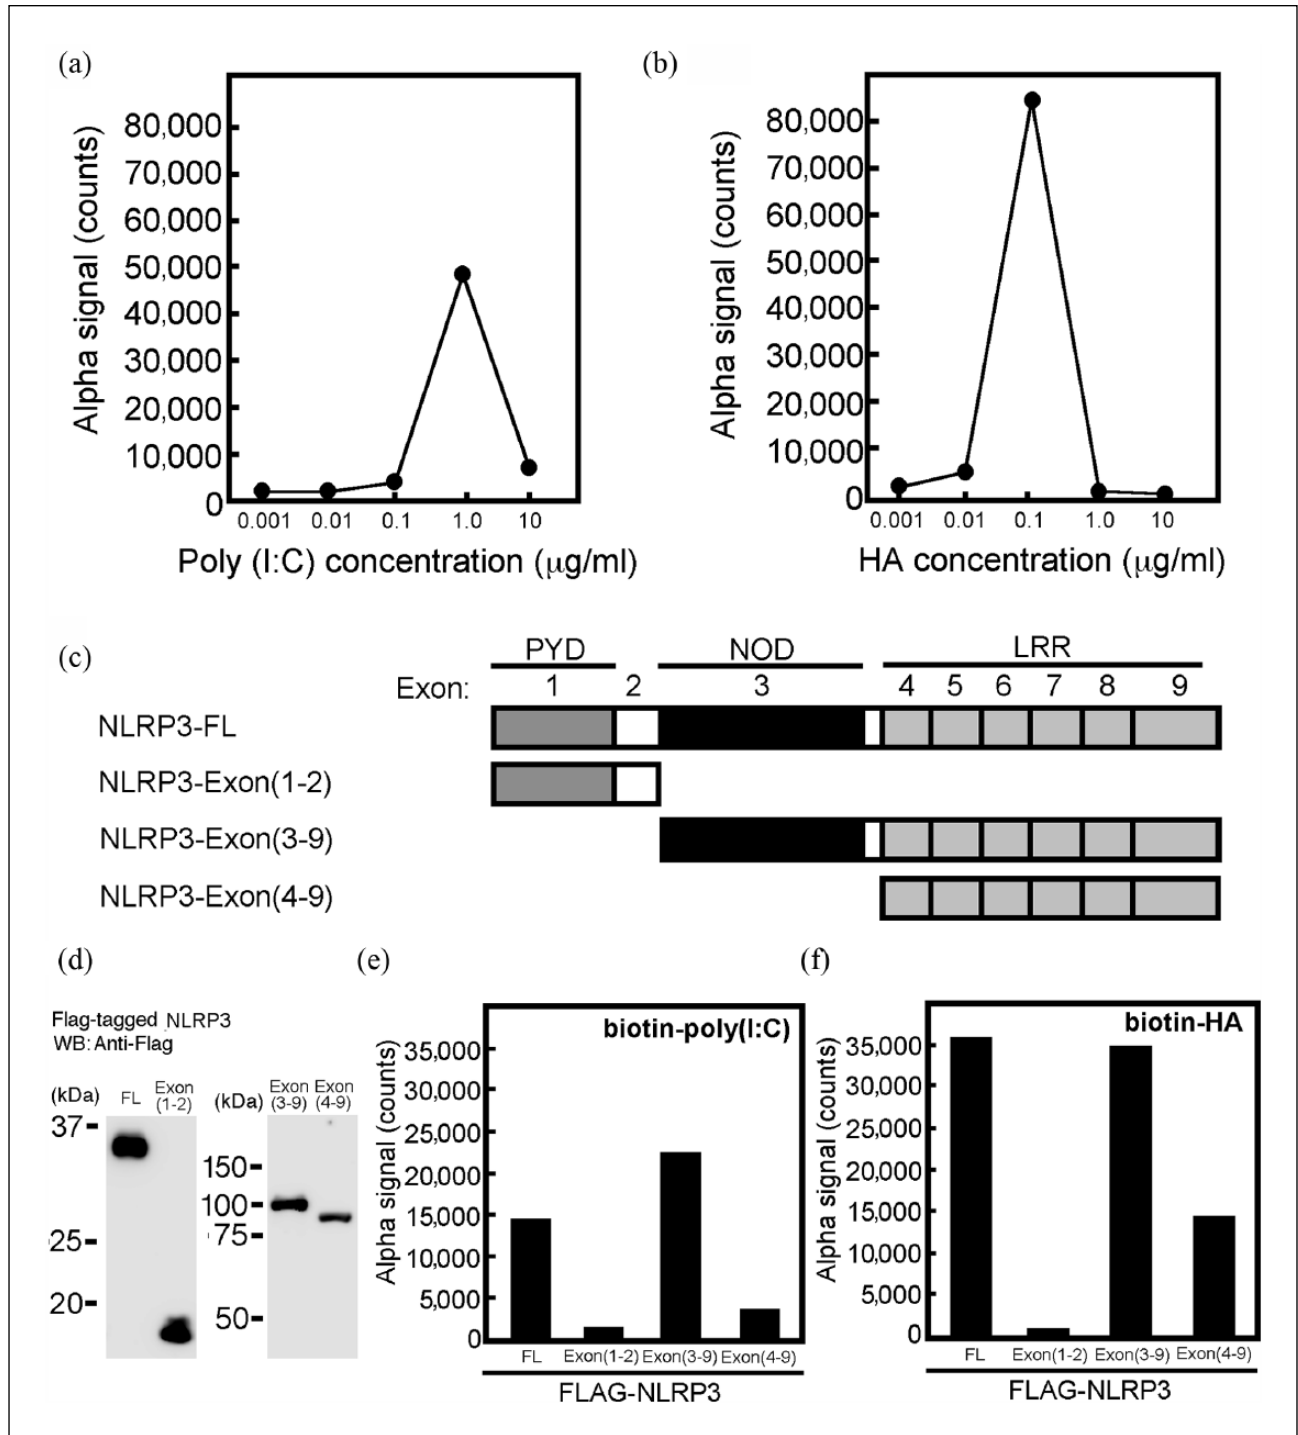 (a)
80,000
70,000
60,000
50,000
40,000
30,000
20,000
10,000
0
Alpha signal (counts)
0.001 0.01 0.1 1.0 10
Poly (I:C) concentration (μg/ml)
(b)
80,000
70,000
60,000
50,000
40,000
30,000
20,000
10,000
0
Alpha signal (counts)
0.001 0.01 0.1 1.0 10
HA concentration (μg/ml)
(c)
PYD NOD LRR
Exon: 1 2 3 4 5 6 7 8 9
NLRP3-FL
NLRP3-Exon(1-2)
NLRP3-Exon(3-9)
NLRP3-Exon(4-9)
(d)
Flag-tagged NLRP3
WB: Anti-Flag
(kDa) FL Exon (1-2)
37
25
20
(kDa) Exon (3-9) Exon (4-9)
150
100
75
50
(e)
biotin-poly(I:C)
35,000
30,000
25,000
20,000
15,000
10,000
5,000
0
Alpha signal (counts)
FL Exon(1-2) Exon(3-9) Exon(4-9)
FLAG-NLRP3
(f)
biotin-HA
35,000
30,000
25,000
20,000
15,000
10,000
5,000
0
Alpha signal (counts)
FL Exon(1-2) Exon(3-9) Exon(4-9)
FLAG-NLRP3